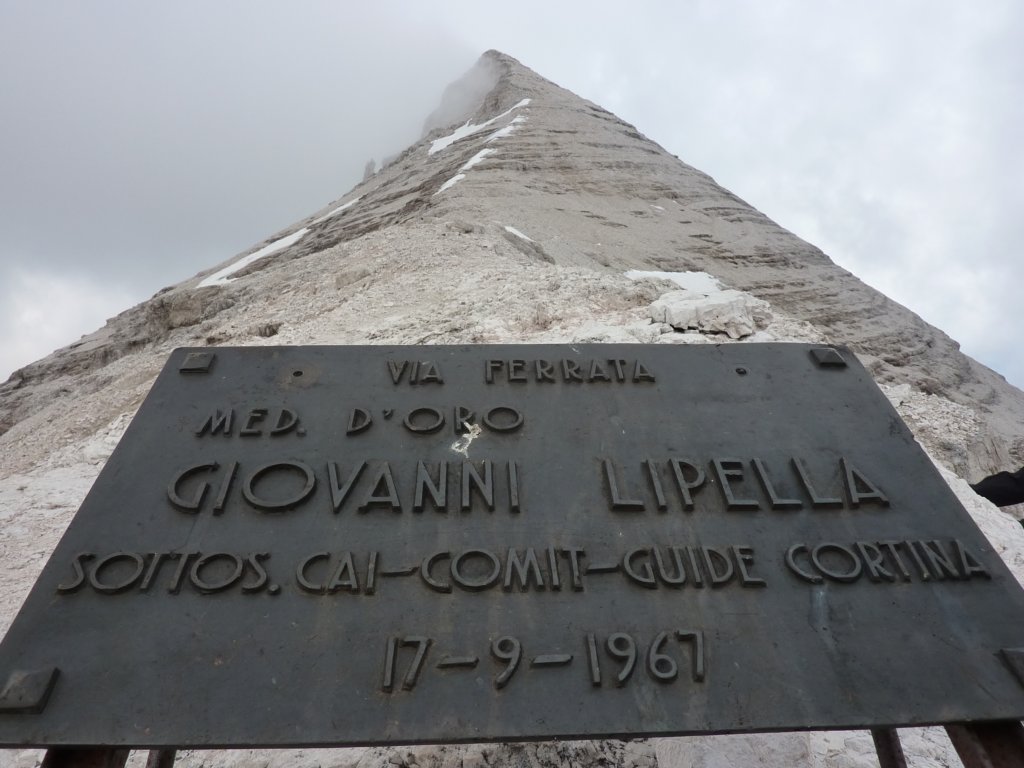 VIA FERRATA
MED. D'ORO
GIOVANNI LIPELLA
SOTTOS. CAI-COMIT-GUIDE CORTINA
17-9-1967